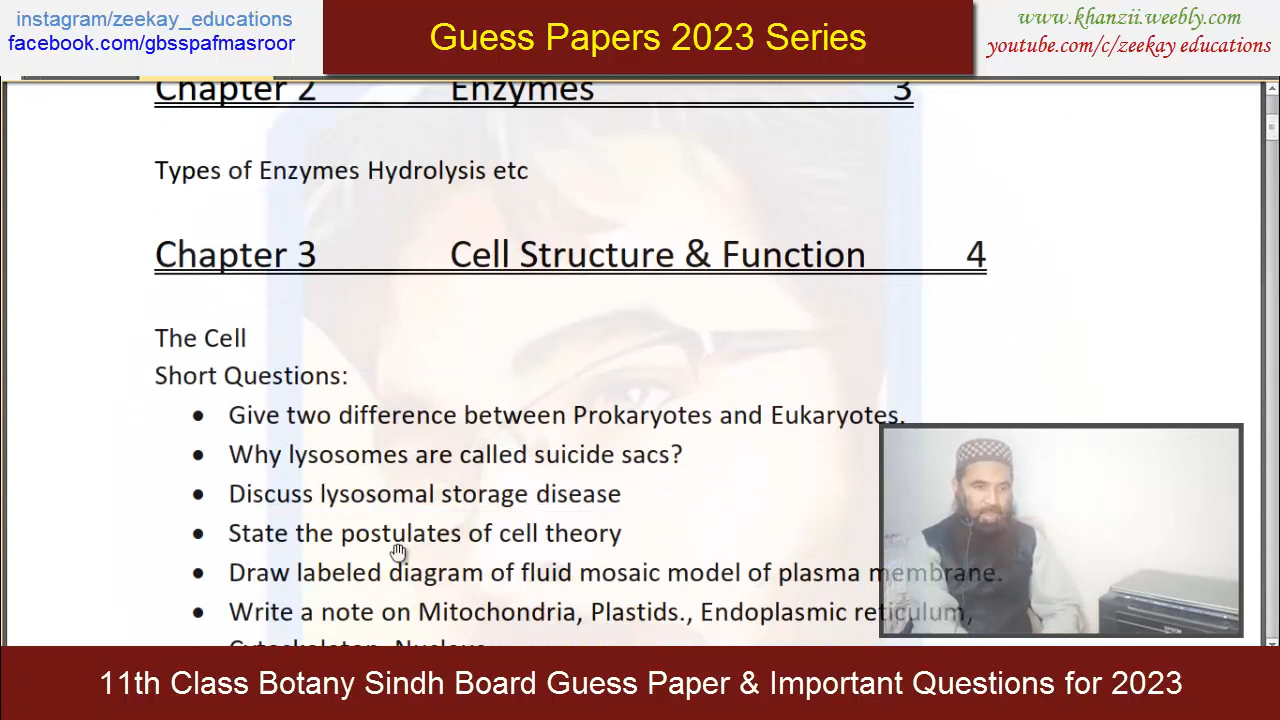 instagram/zeekay_educations
facebook.com/gbsspafmasroor
Guess Papers 2023 Series
www.khanzii.weebly.com
youtube.com/c/zeekay educations
Chapter 2 Enzymes 3
Types of Enzymes Hydrolysis etc
Chapter 3 Cell Structure & Function 4
The Cell
Short Questions:
• Give two difference between Prokaryotes and Eukaryotes.
• Why lysosomes are called suicide sacs?
• Discuss lysosomal storage disease
• State the postulates of cell theory
• Draw labeled diagram of fluid mosaic model of plasma membrane.
• Write a note on Mitochondria, Plastids., Endoplasmic reticulum,
Cytoskeleton, Nucleus
EPSON
11th Class Botany Sindh Board Guess Paper & Important Questions for 2023